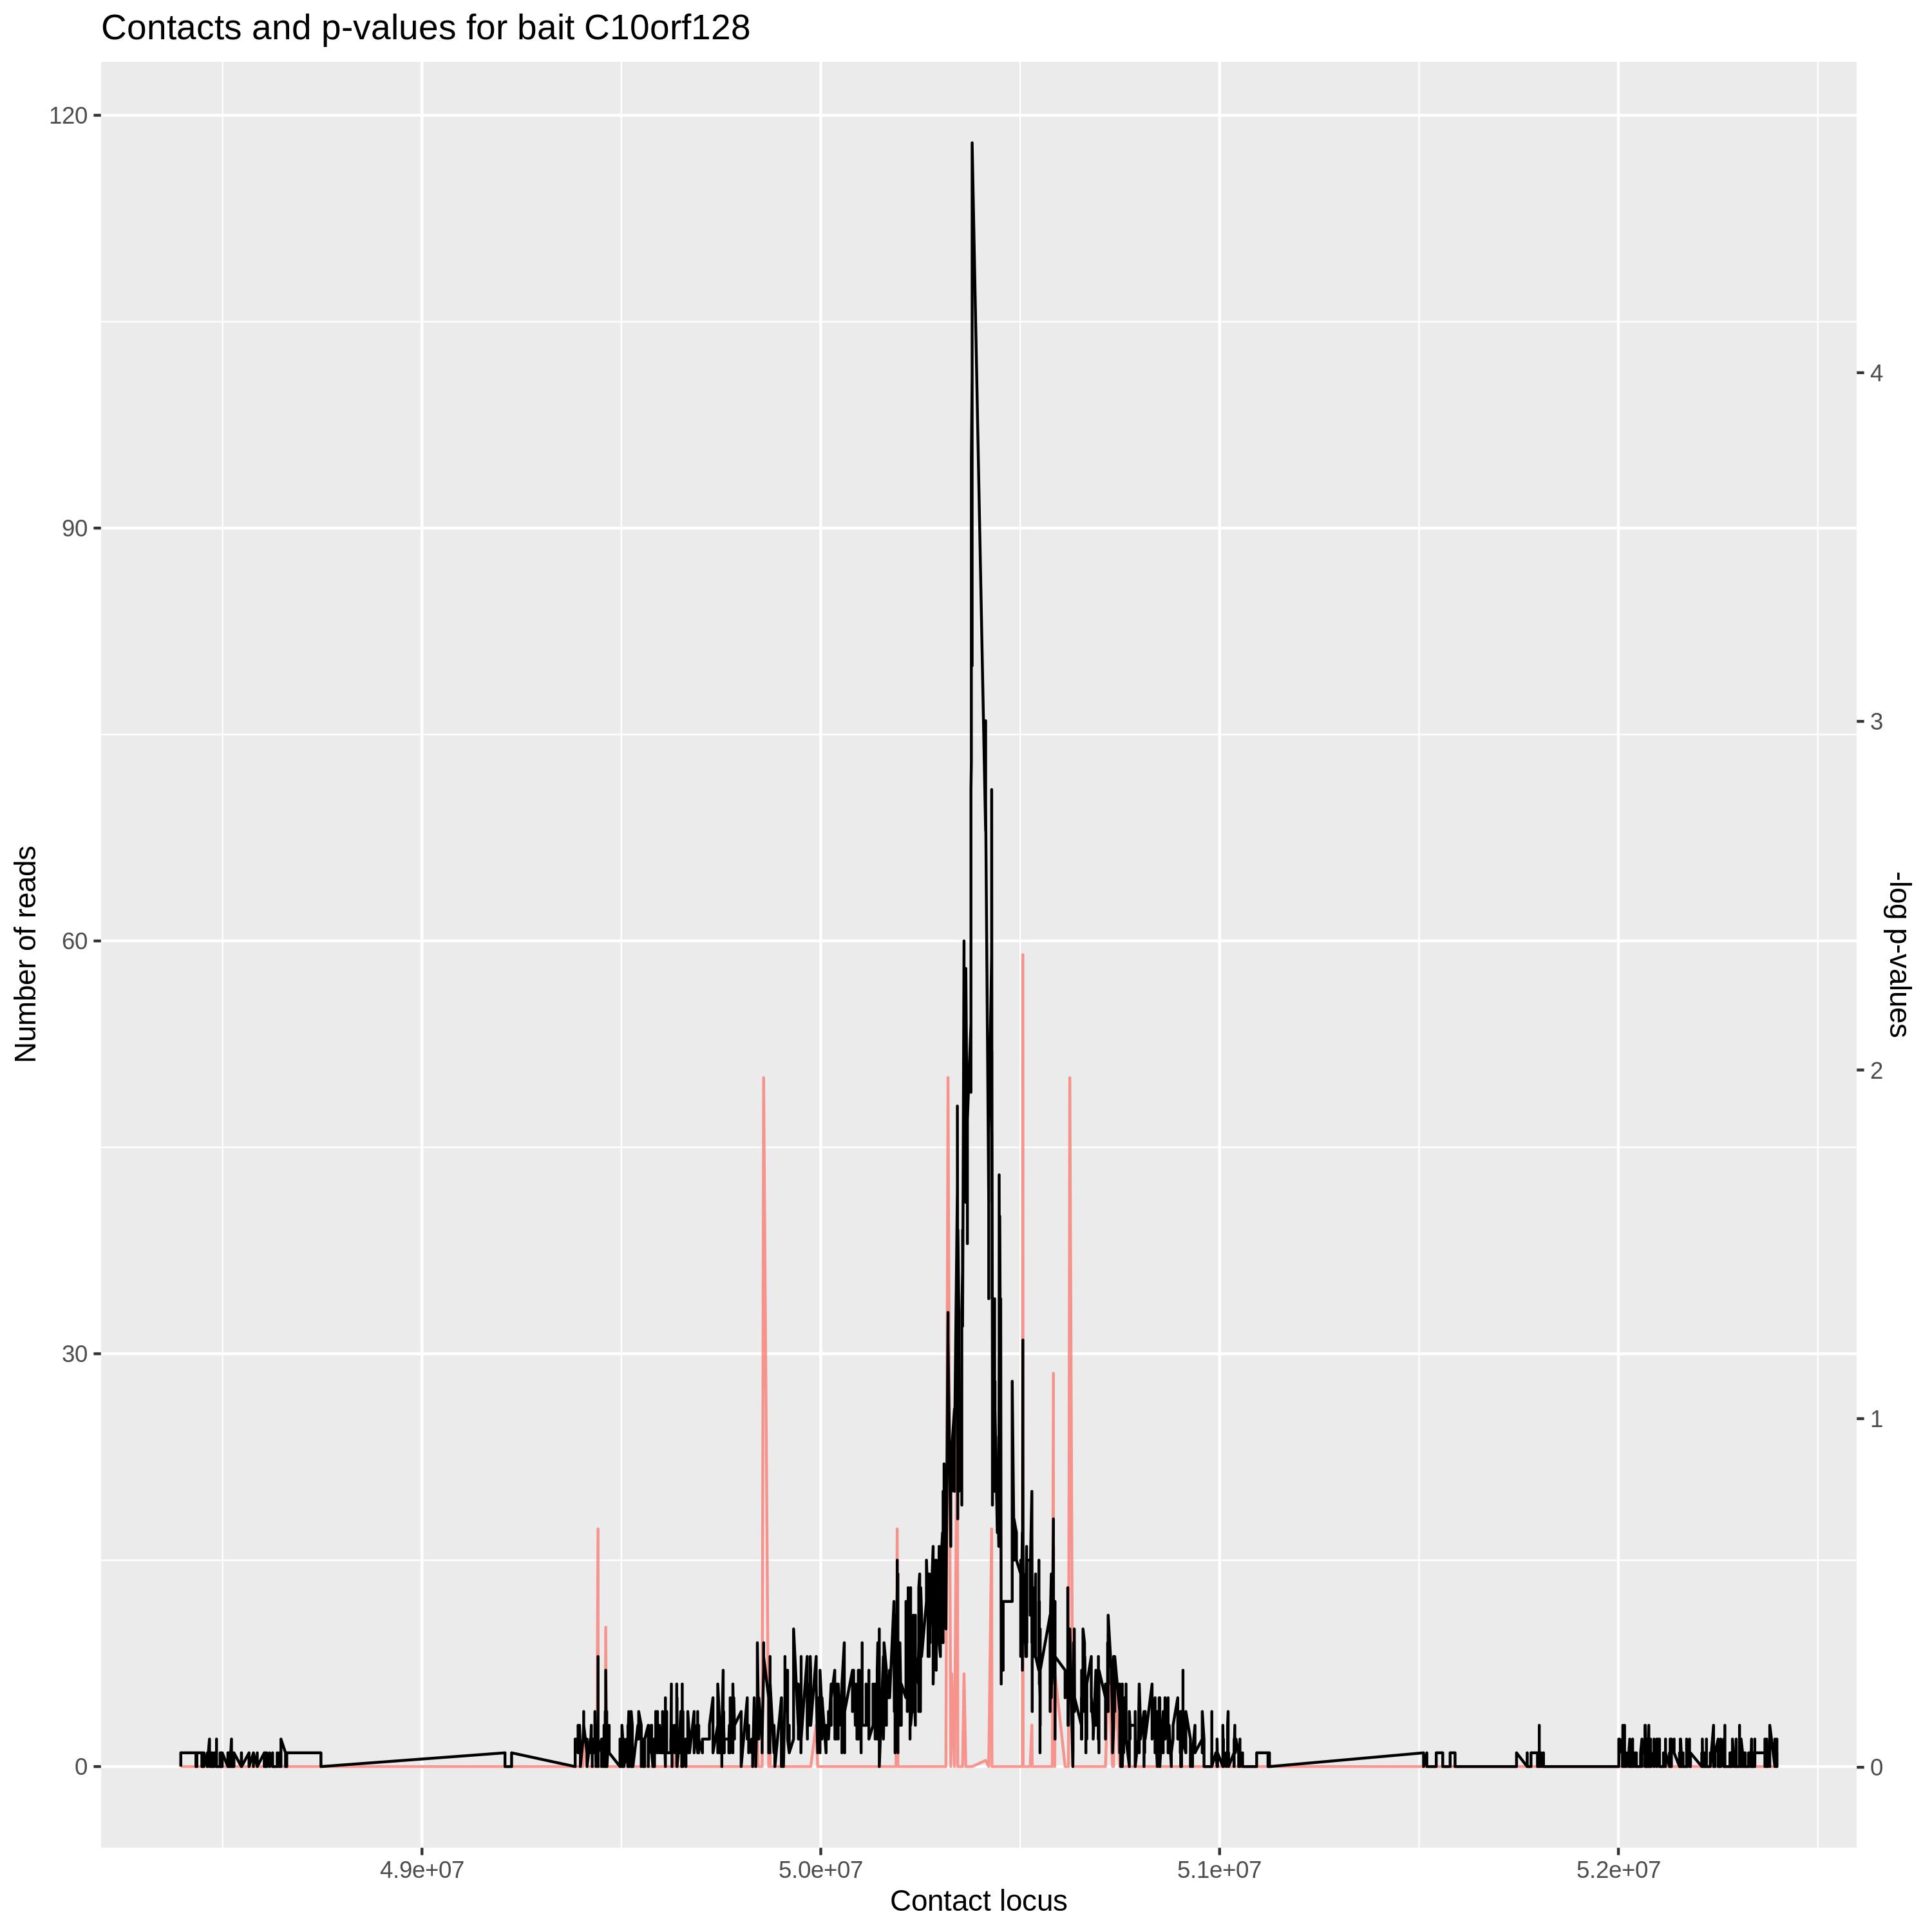 Contacts and p-values for bait C10orf128
120
90
60
30
0
Number of reads
4
3
2
1
0
-log p-values
4.9e+07 5.0e+07 5.1e+07 5.2e+07
Contact locus